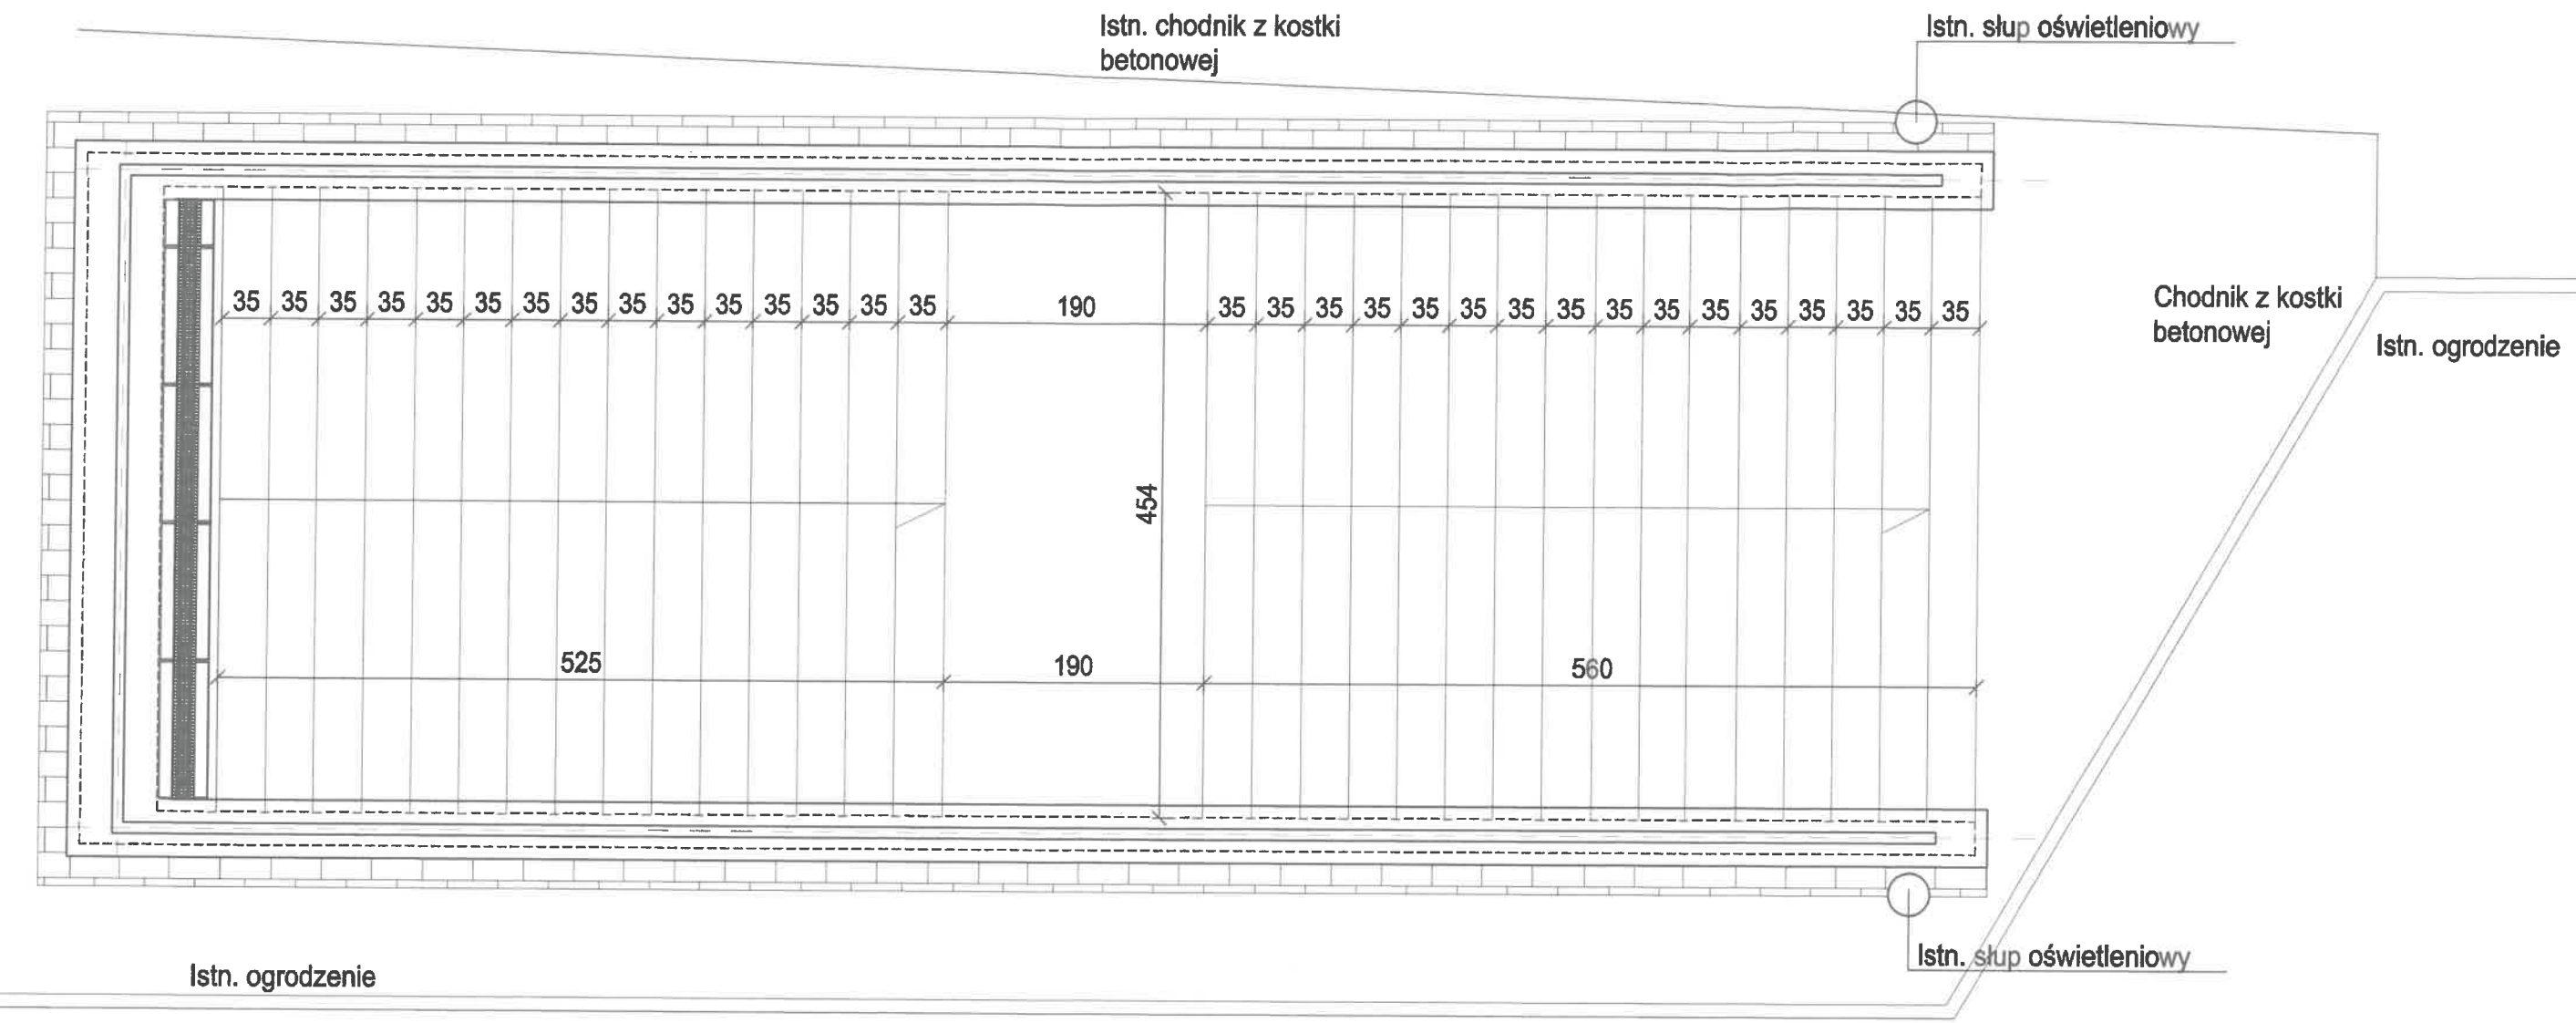 Istn. chodnik z kostki
betonowej
Istn. słup oświetleniowy
35 35 35 35 35 35 35 35 35 35 35 35 35 35 35 190 35 35 35 35 35 35 35 35 35 35 35 35 35 35 35 35
Chodnik z kostki
betonowej
Istn. ogrodzenie
454
525 190 560
Istn. słup oświetleniowy
Istn. ogrodzenie